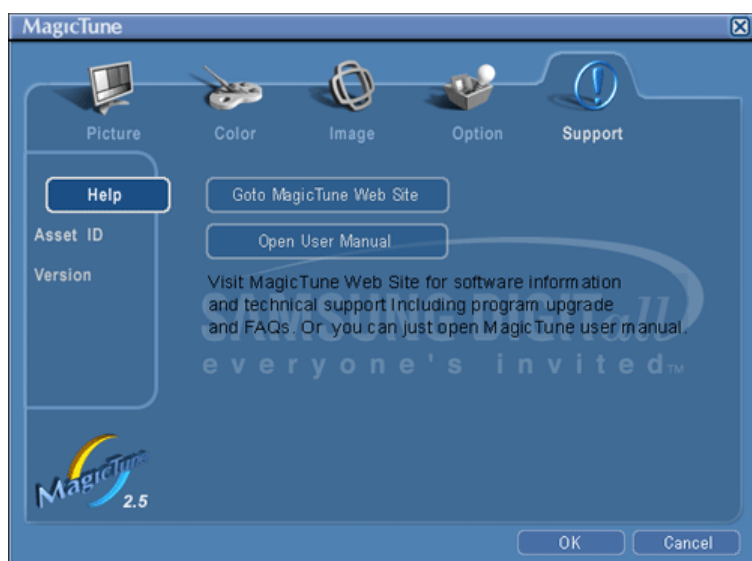 MagicTune
Picture
Color
Image
Option
Support
Help
Asset ID
Version
Goto MagicTune Web Site
Open User Manual
Visit MagicTune Web Site for software information
and technical support Including program upgrade
and FAQs. Or you can just open MagicTune user manual.
SAMSUNG DIGITall
everyone's invited™
MagicTune
2.5
OK
Cancel